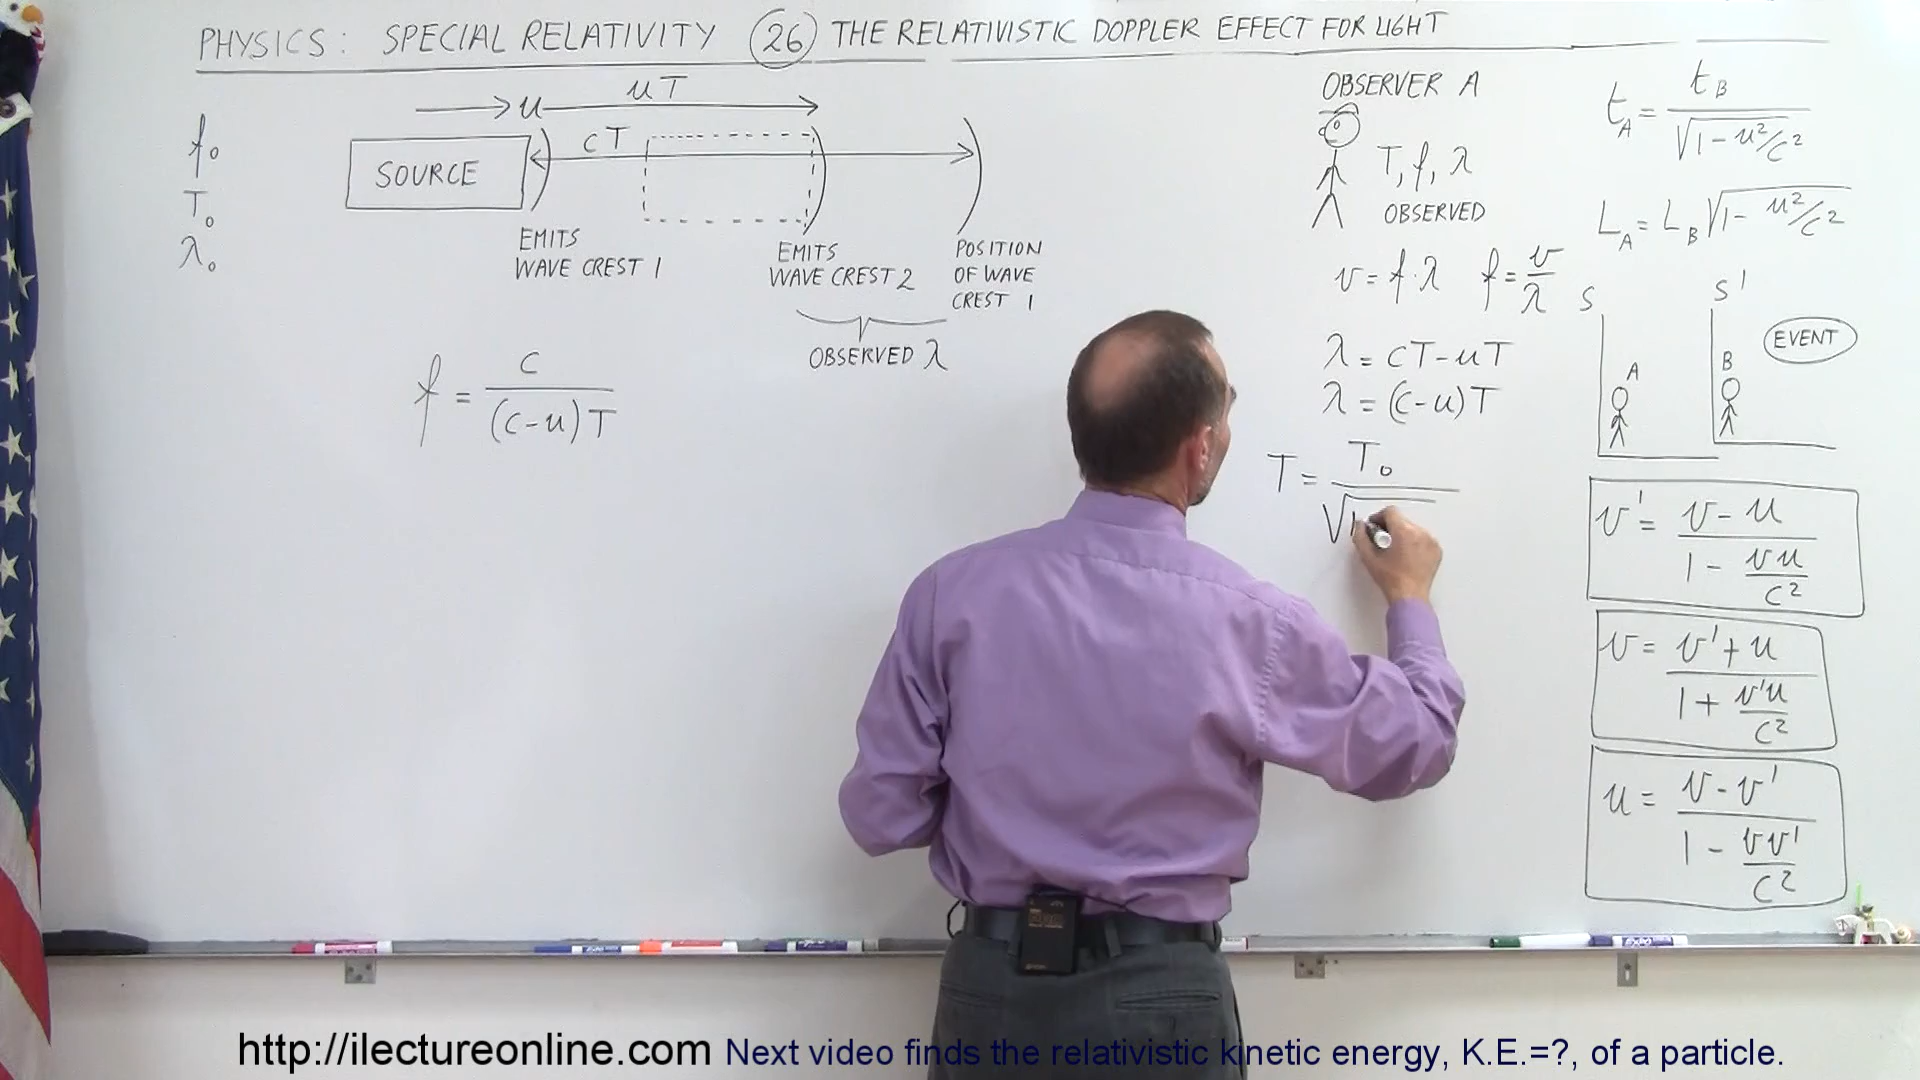 PHYSICS: SPECIAL RELATIVITY 26 THE RELATIVISTIC DOPPLER EFFECT FOR LIGHT
f₀
T₀
λ₀
u
uT
cT
SOURCE
EMITS
WAVE CREST 1
EMITS
WAVE CREST 2
POSITION
OF WAVE
CREST 1
OBSERVED λ
f = c / (c-u)T
OBSERVER A
T, f, λ
OBSERVED
v = f·λ f = v/λ
λ = cT-uT
λ = (c-u)T
T = T₀ / √1
t_A = t_B / √1-u²/c²
L_A = L_B √1-u²/c²
S S'
A B EVENT
v' = v-u / 1 - vu/c²
v = v'+u / 1 + v'u/c²
u = v-v' / 1 - vv'/c²
http://ilectureonline.com Next video finds the relativistic kinetic energy, K.E.=?, of a particle.